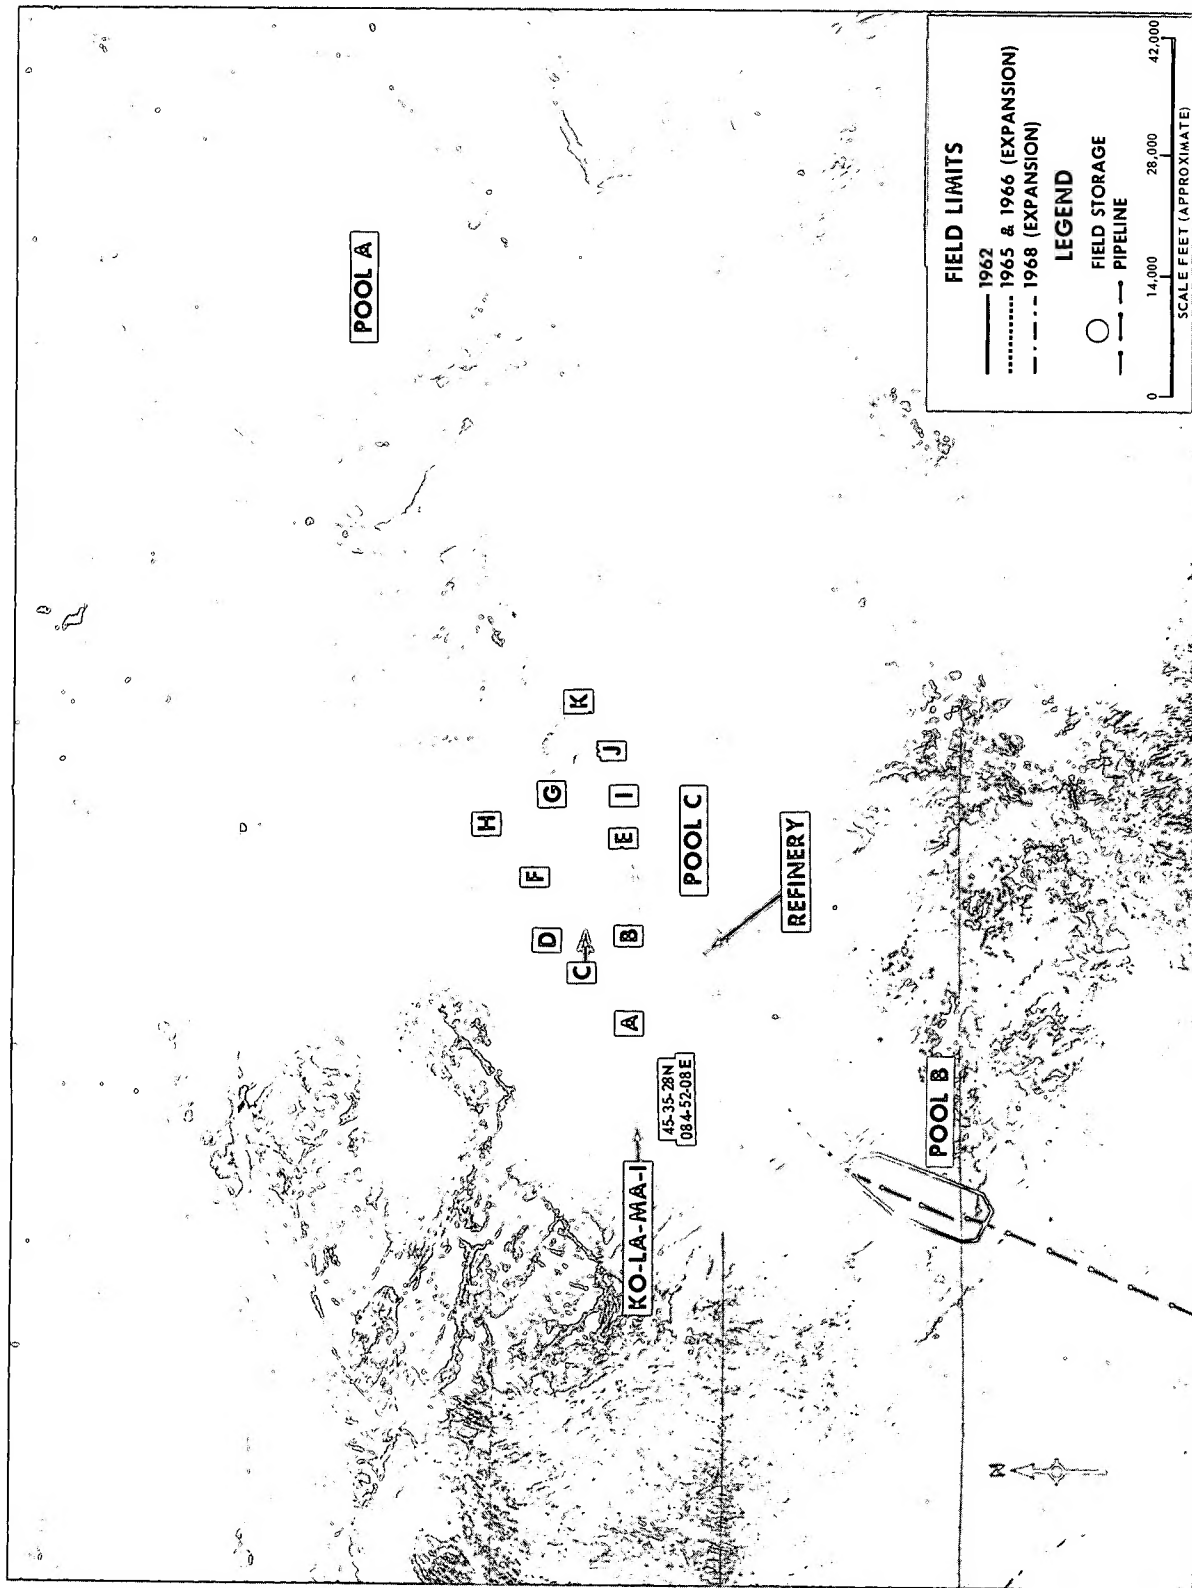 POOL A
H
G
K
F
J
D
I
C
E
B
A
POOL C
KO-LA-MA-I
45-35-28N
084-52-08E
REFINERY
POOL B
N
FIELD LIMITS
1962
1965 & 1966 (EXPANSION)
1968 (EXPANSION)
LEGEND
FIELD STORAGE
PIPELINE
0 14,000 28,000 42,000
SCALE FEET (APPROXIMATE)